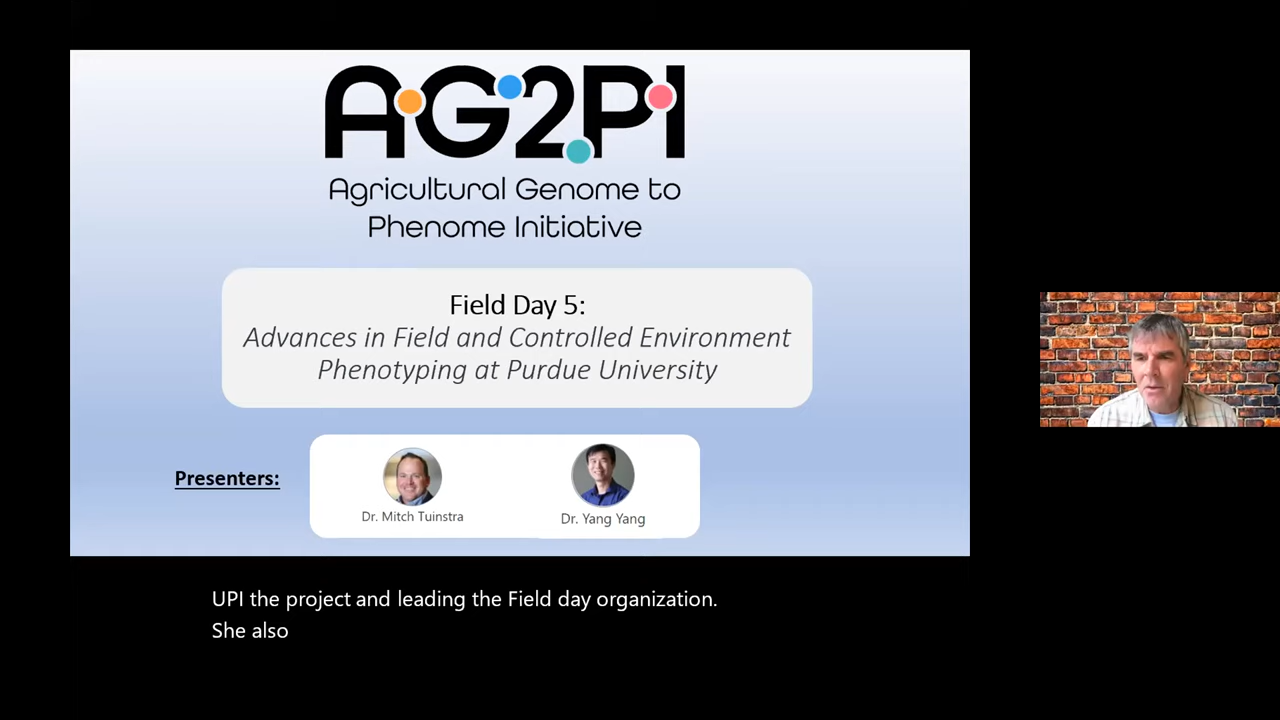 AG2PI
Agricultural Genome to
Phenome Initiative
Field Day 5:
Advances in Field and Controlled Environment
Phenotyping at Purdue University
Presenters:
Dr. Mitch Tuinstra
Dr. Yang Yang
UPI the project and leading the Field day organization.
She also